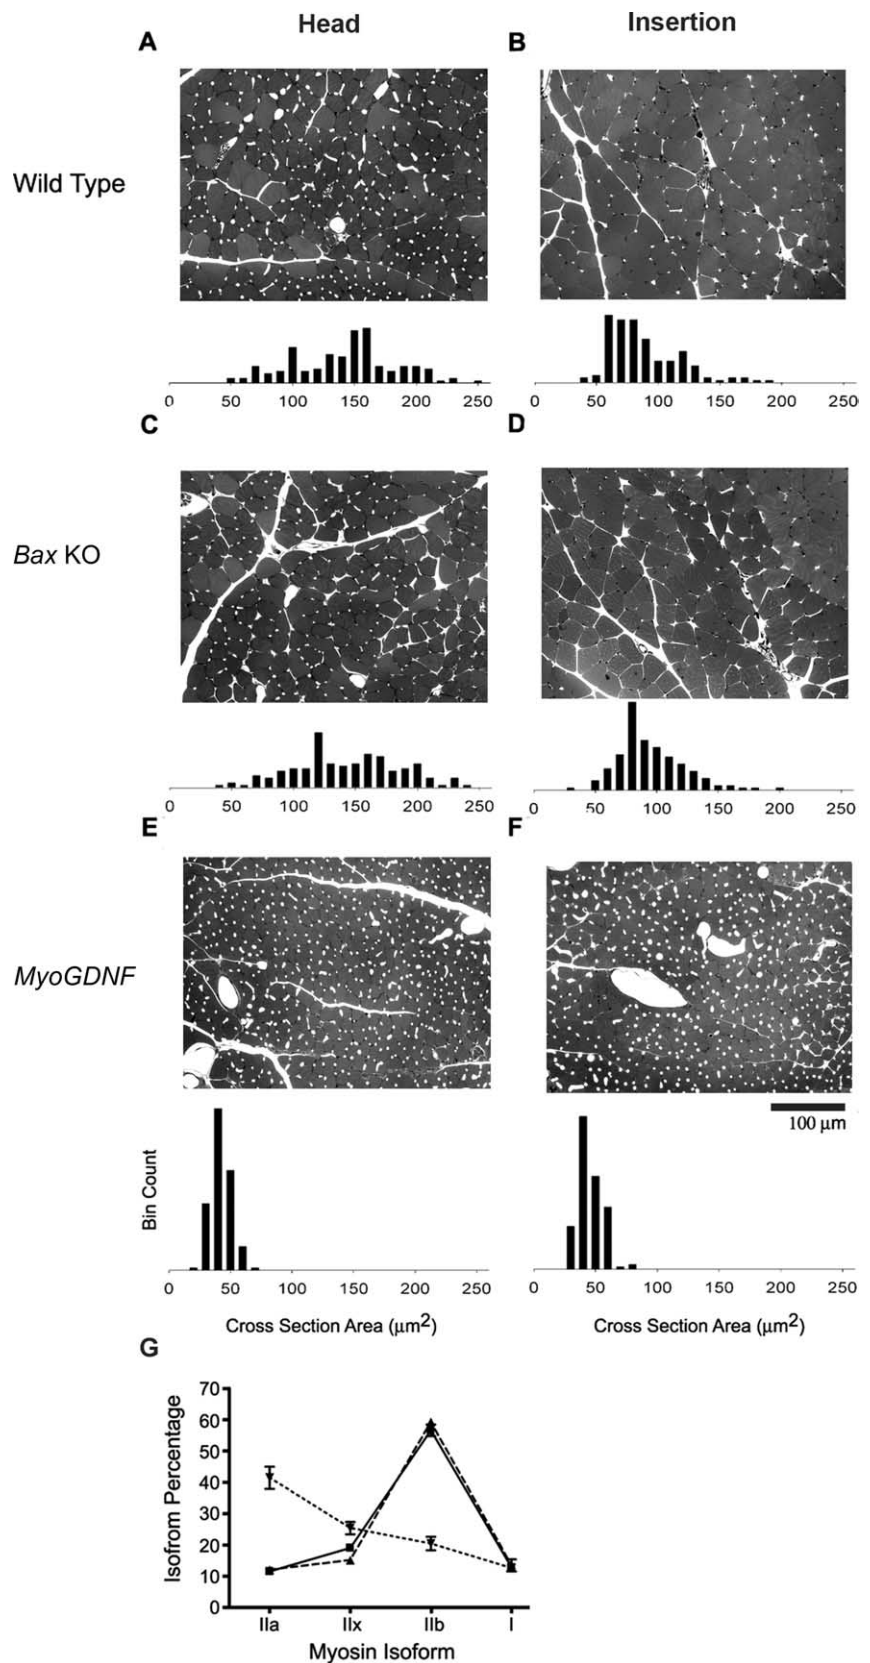 Head Insertion
A B
Wild Type
0 50 100 150 200 250 0 50 100 150 200 250
C D
Bax KO
0 50 100 150 200 250 0 50 100 150 200 250
E F
MyoGDNF
100 μm
Bin Count
0 50 100 150 200 250 0 50 100 150 200 250
Cross Section Area (μm2) Cross Section Area (μm2)
G
70
60
50
40
30
20
10
0
Isofrom Percentage
IIa IIx IIb I
Myosin Isoform